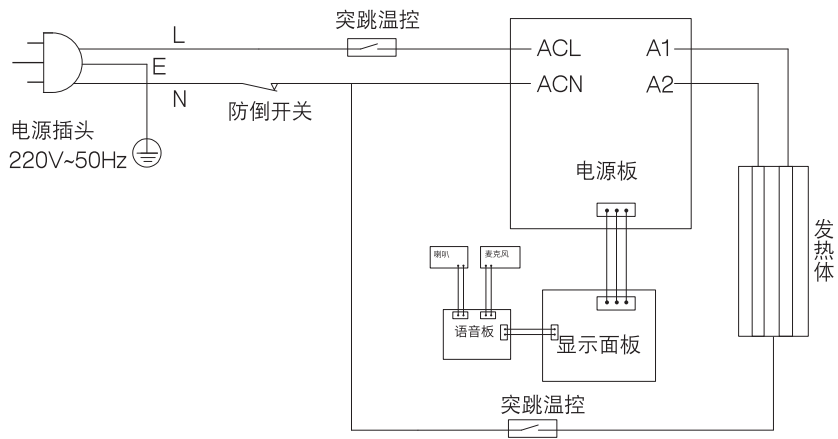 突跳温控
L
ACL
A1
E
ACN
A2
N
防倒开关
电源插头
220V~50Hz
电源板
发热体
喇叭
麦克风
语音板
显示面板
突跳温控